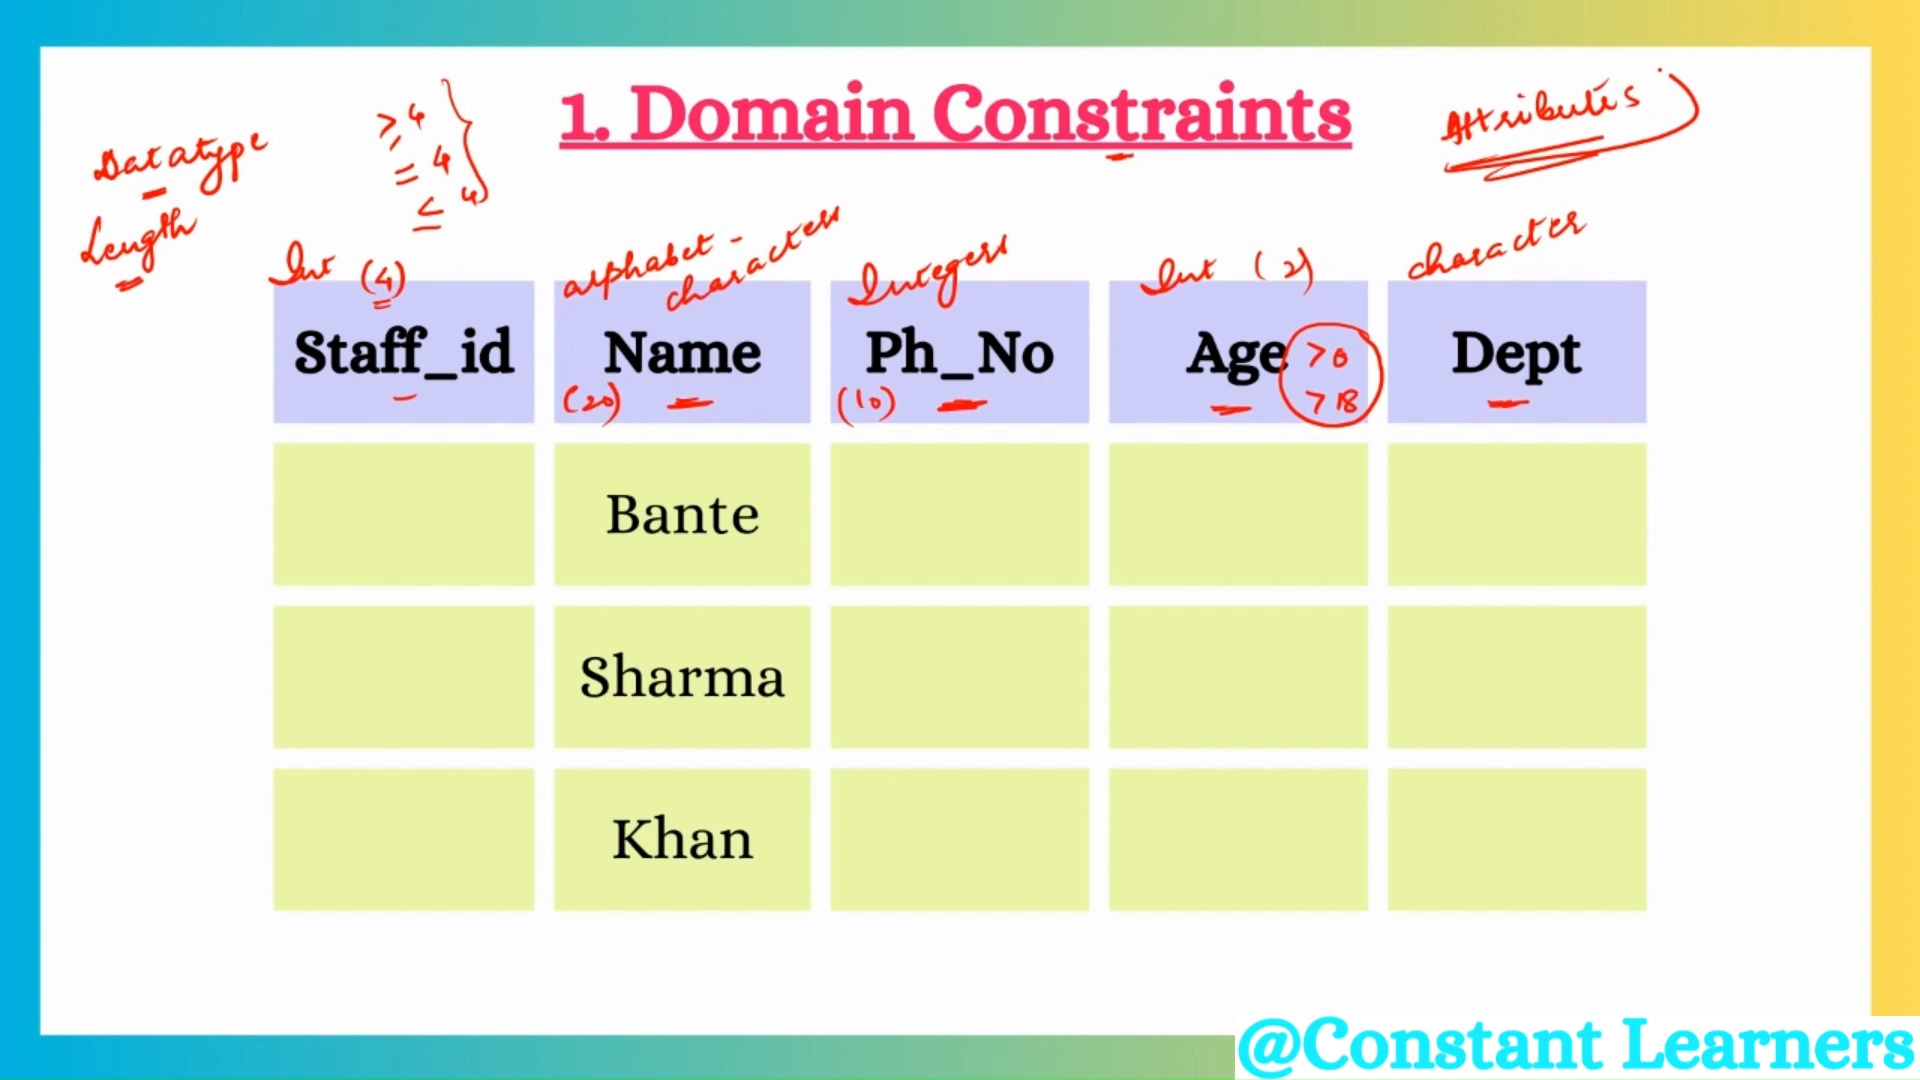 1. Domain Constraints
Attributes
Datatype
Length
≥ 4
= 4
≤ 4
Int (4)
alphabet -
characters
Integers
Int (2)
character
Staff_id
Name
(20)
Ph_No
(10)
Age
>0
>18
Dept
Bante
Sharma
Khan
@Constant Learners